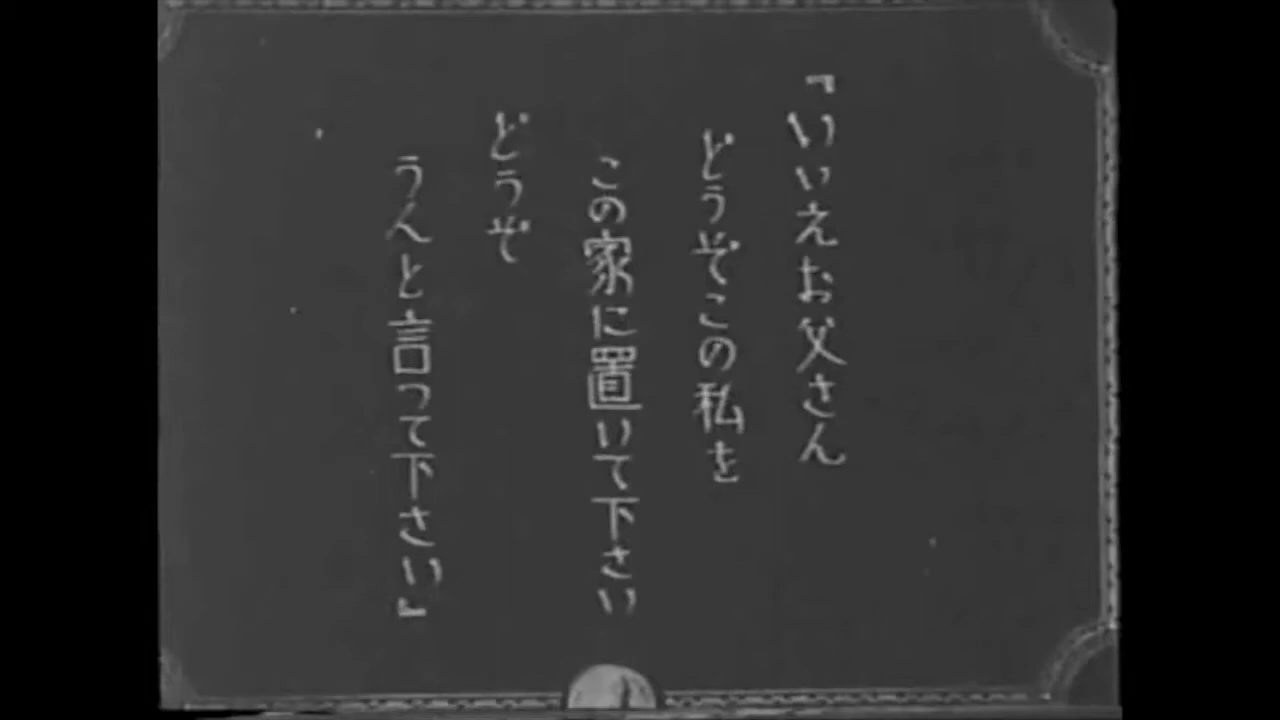 『いいえお父さん
どうぞこの私を
この家に置いて下さい
どうぞ
うんと言つて下さい』